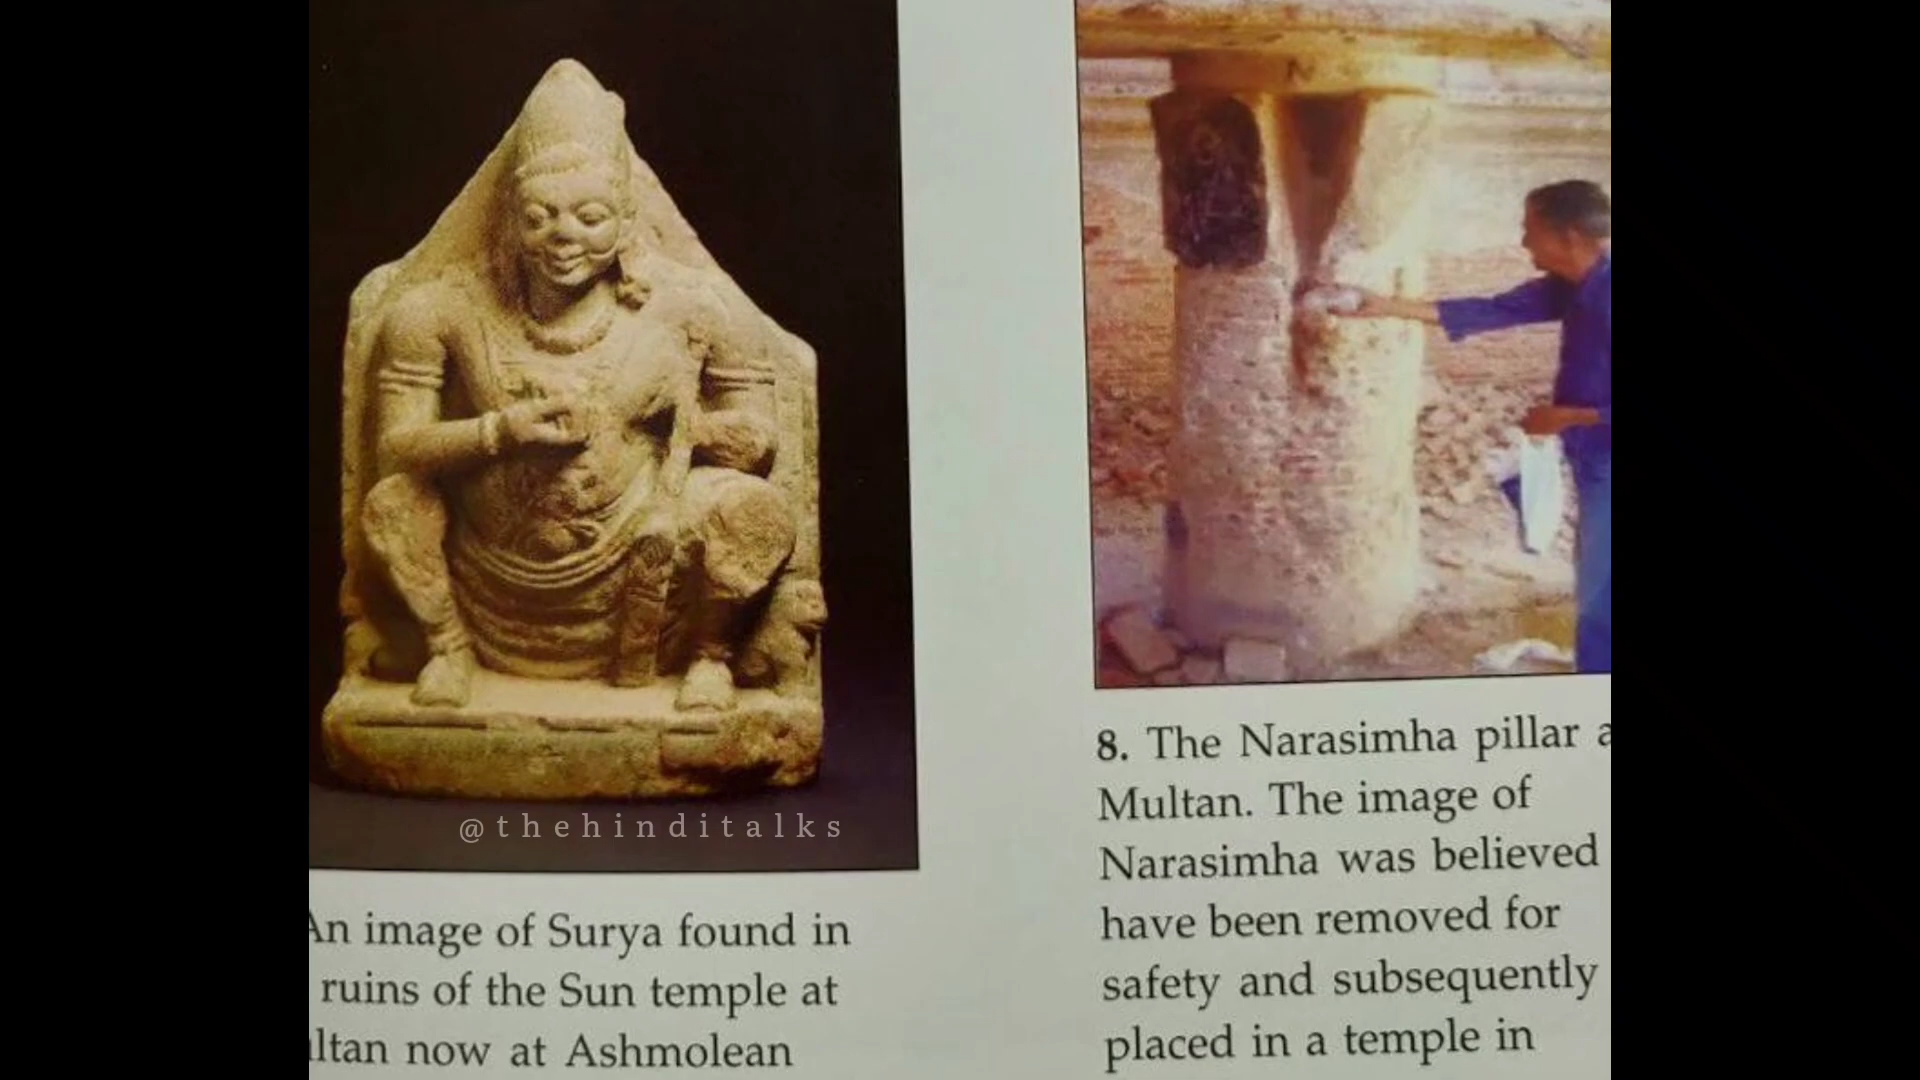 @thehinditalks
An image of Surya found in
ruins of the Sun temple at
ltan now at Ashmolean
8. The Narasimha pillar a
Multan. The image of
Narasimha was believed
have been removed for
safety and subsequently
placed in a temple in